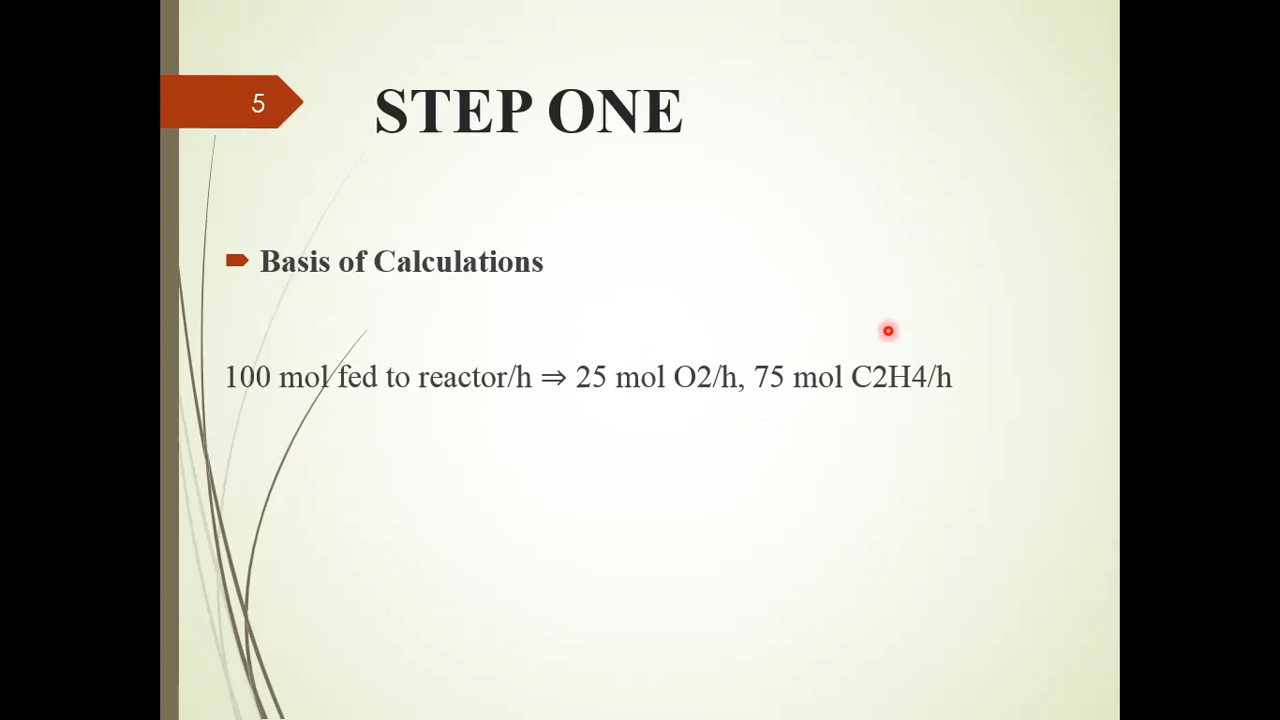 5
STEP ONE
Basis of Calculations
100 mol fed to reactor/h ⇒ 25 mol O2/h, 75 mol C2H4/h